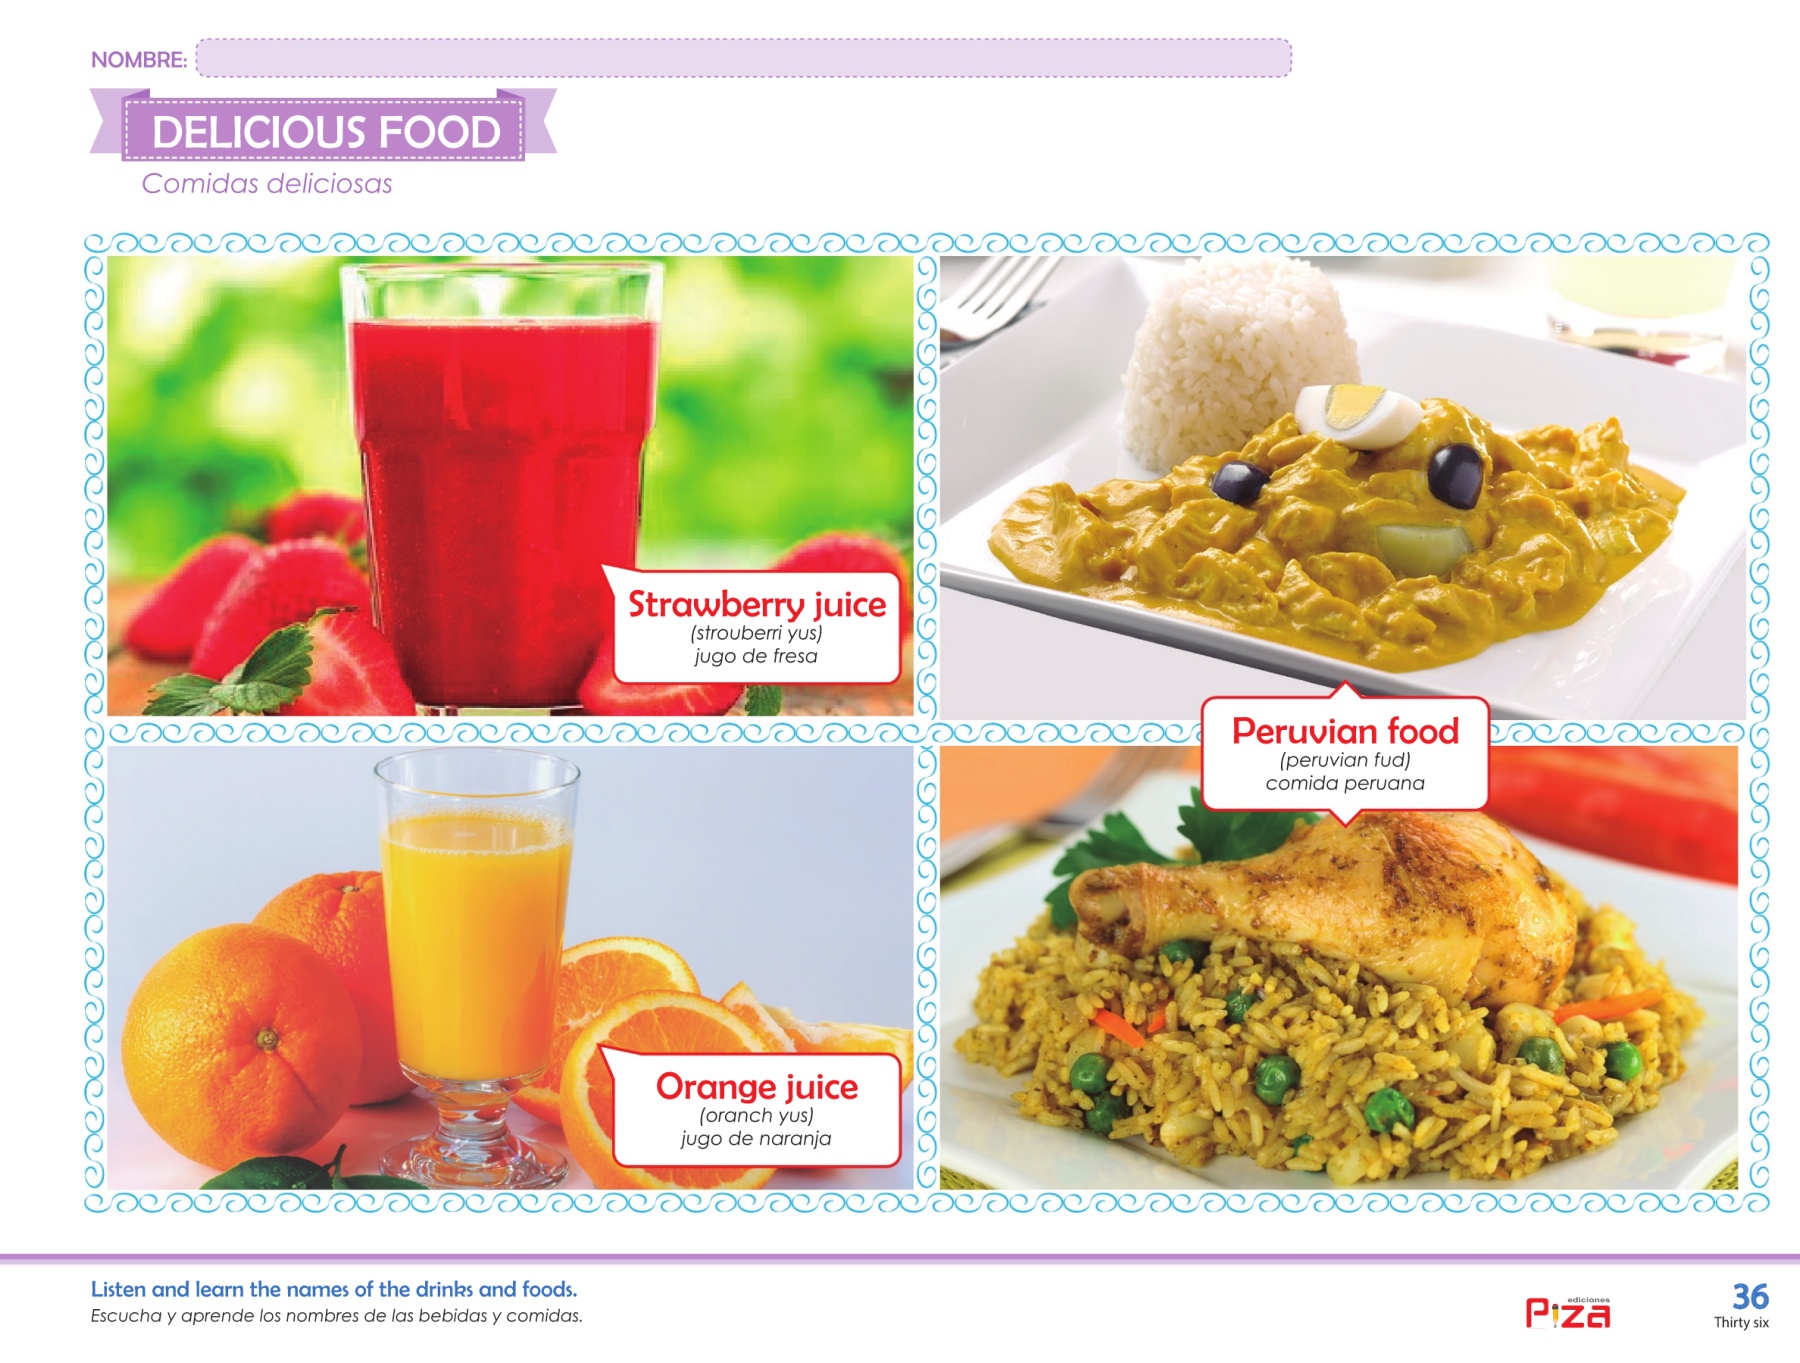 NOMBRE:
DELICIOUS FOOD
Comidas deliciosas
Strawberry juice
(strouberri yus)
jugo de fresa
Peruvian food
(peruvian fud)
comida peruana
Orange juice
(oranch yus)
jugo de naranja
Listen and learn the names of the drinks and foods.
Escucha y aprende los nombres de las bebidas y comidas.
ediciones
Piza
36
Thirty six